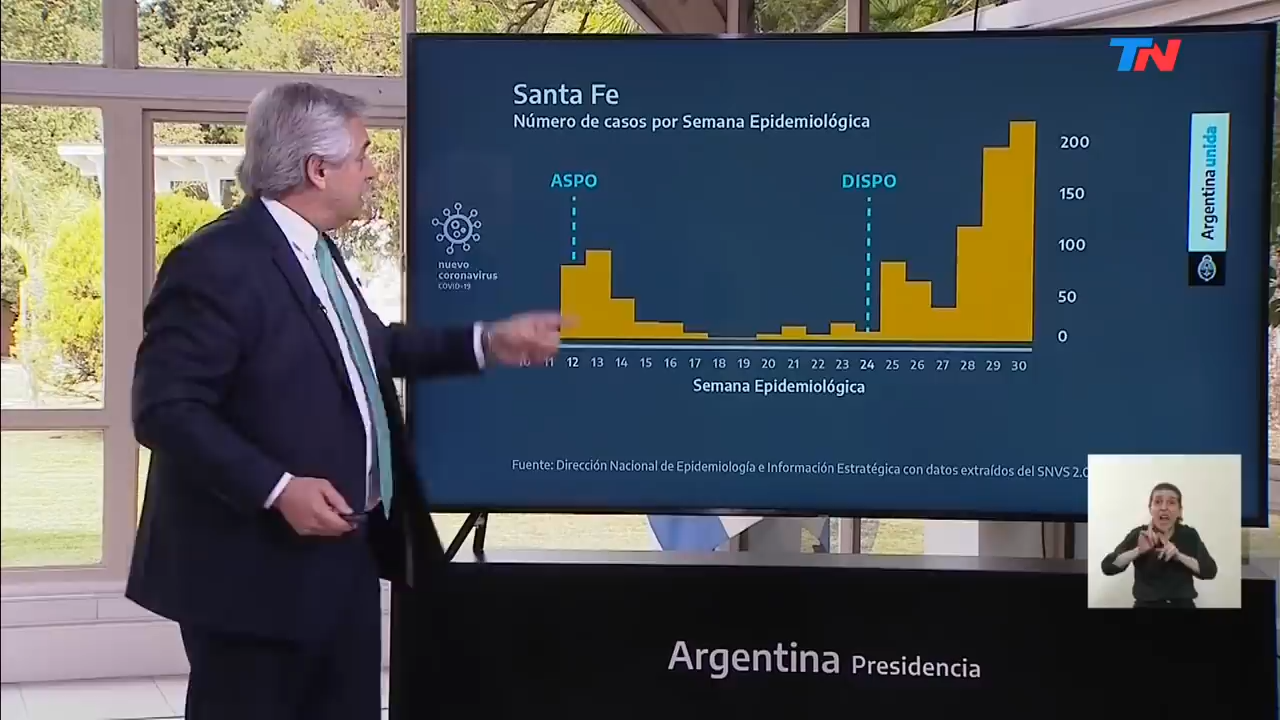 TN
Santa Fe
Número de casos por Semana Epidemiológica
ASPO
DISPO
nuevo
coronavirus
COVID-19
200
150
100
50
0
10 11 12 13 14 15 16 17 18 19 20 21 22 23 24 25 26 27 28 29 30
Semana Epidemiológica
Fuente: Dirección Nacional de Epidemiología e Información Estratégica con datos extraídos del SNVS 2.0
Argentina unida
Argentina Presidencia